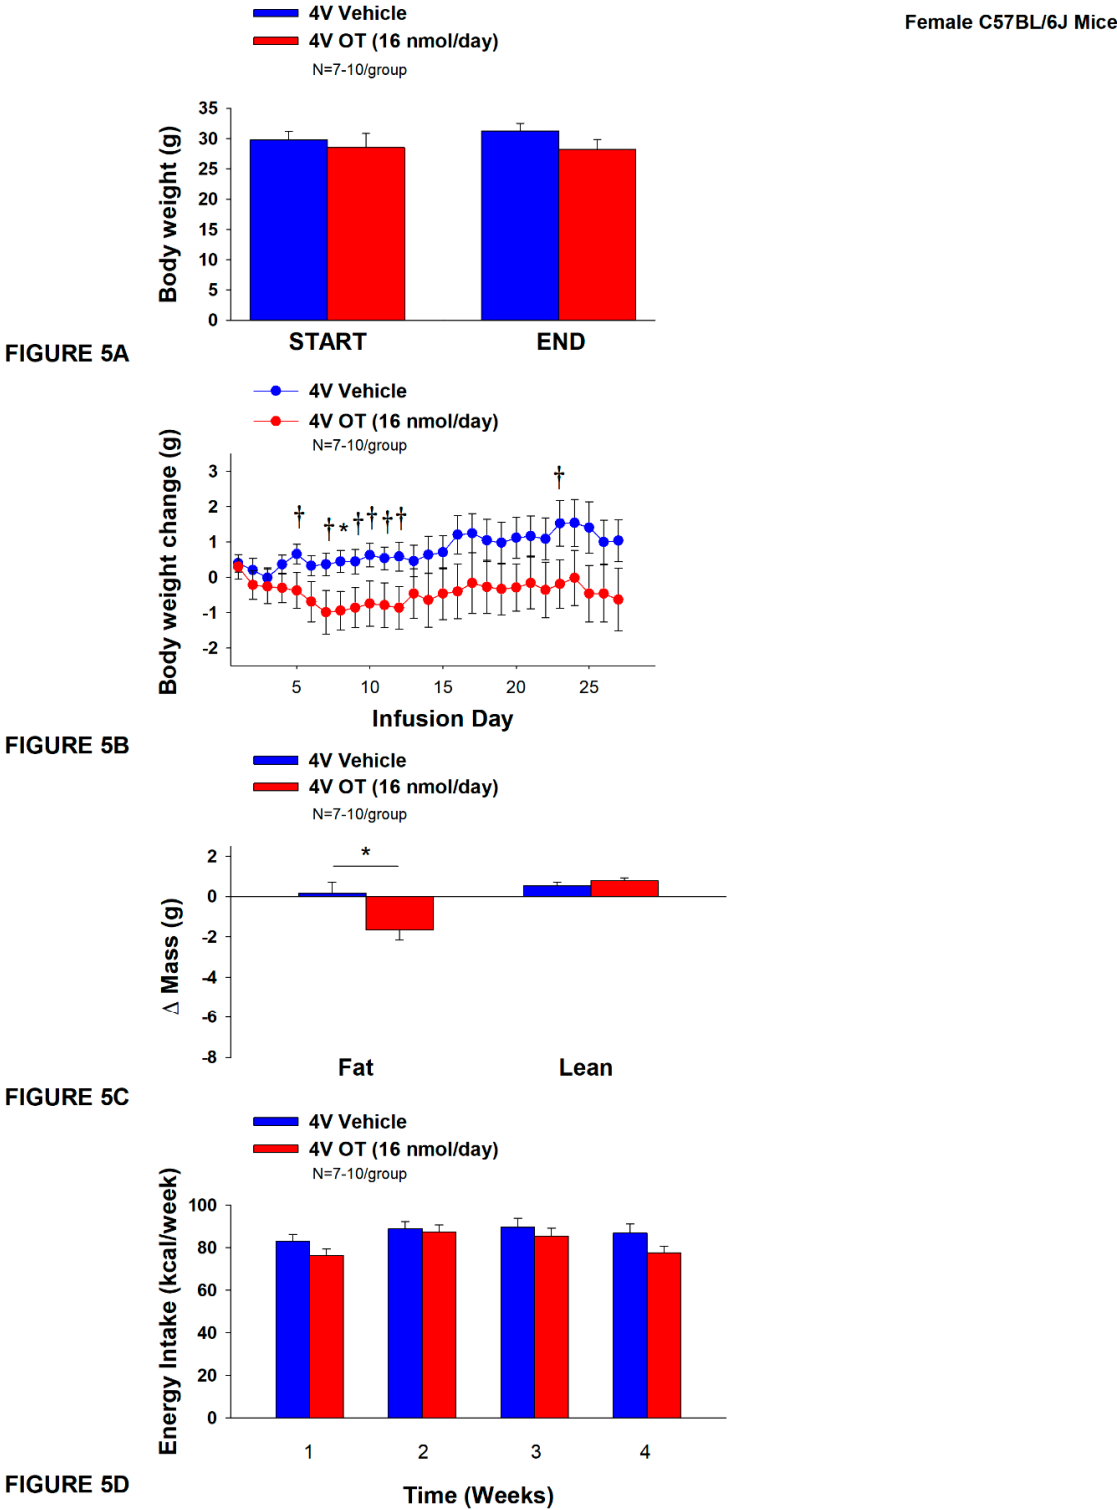 4V Vehicle
Female C57BL/6J Mice
4V OT (16 nmol/day)
N=7-10/group
35
30
25
20
15
10
5
0
Body weight (g)
START
END
FIGURE 5A
4V Vehicle
4V OT (16 nmol/day)
N=7-10/group
3
2
1
0
-1
-2
Body weight change (g)
† † * † † † † †
5
10
15
20
25
Infusion Day
FIGURE 5B
4V Vehicle
4V OT (16 nmol/day)
N=7-10/group
*
2
0
-2
-4
-6
-8
Δ Mass (g)
Fat
Lean
FIGURE 5C
4V Vehicle
4V OT (16 nmol/day)
N=7-10/group
100
80
60
40
20
0
Energy Intake (kcal/week)
1
2
3
4
Time (Weeks)
FIGURE 5D